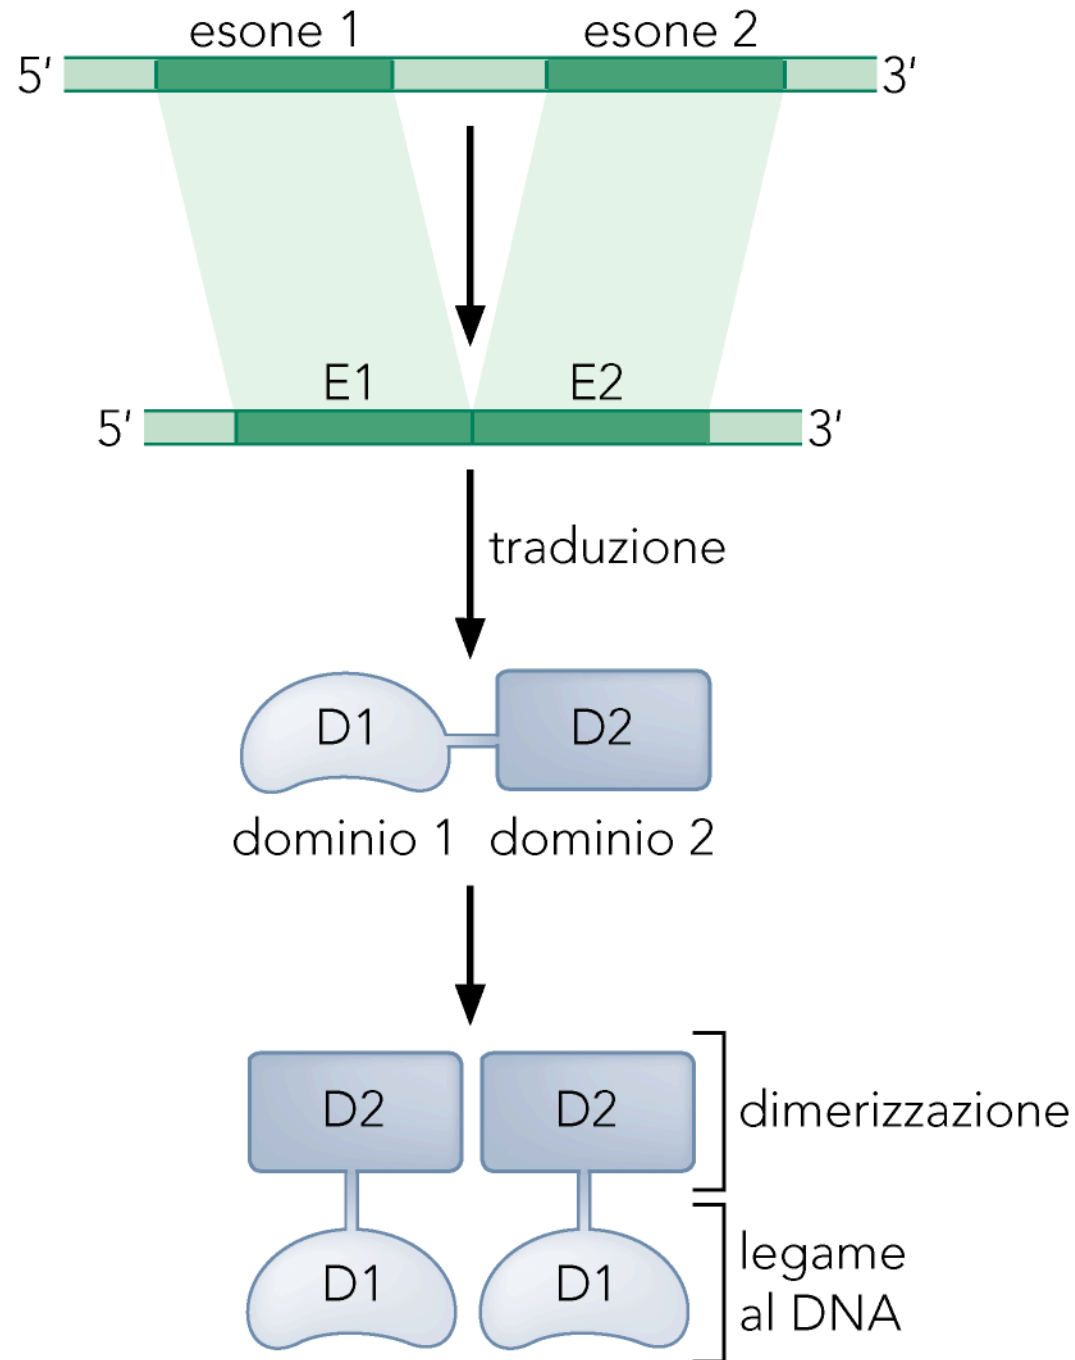 esone 1
esone 2
5′
3′
E1
E2
5′
3′
traduzione
D1
D2
dominio 1
dominio 2
D2
D2
dimerizzazione
D1
D1
legame
al DNA